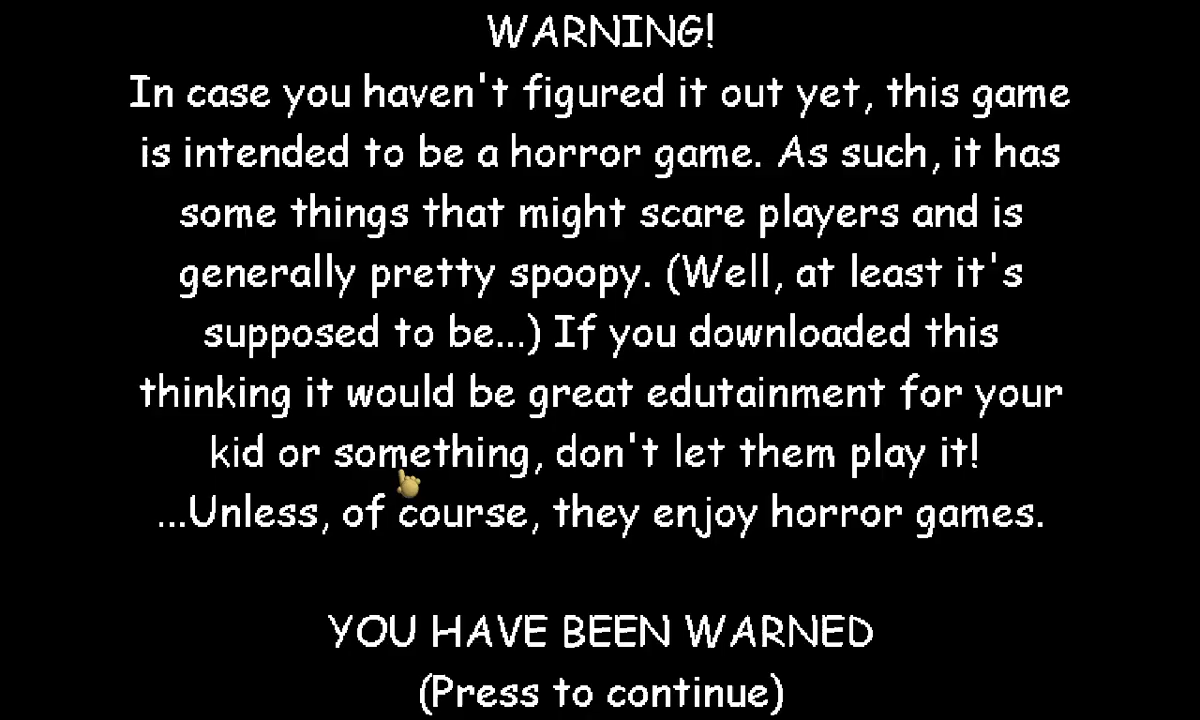 WARNING!
In case you haven't figured it out yet, this game
is intended to be a horror game. As such, it has
some things that might scare players and is
generally pretty spoopy. (Well, at least it's
supposed to be...) If you downloaded this
thinking it would be great edutainment for your
kid or something, don't let them play it!
...Unless, of course, they enjoy horror games.
YOU HAVE BEEN WARNED
(Press to continue)